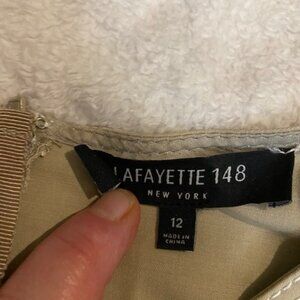 LAFAYETTE 148
NEW YORK
12
MADE IN
CHINA